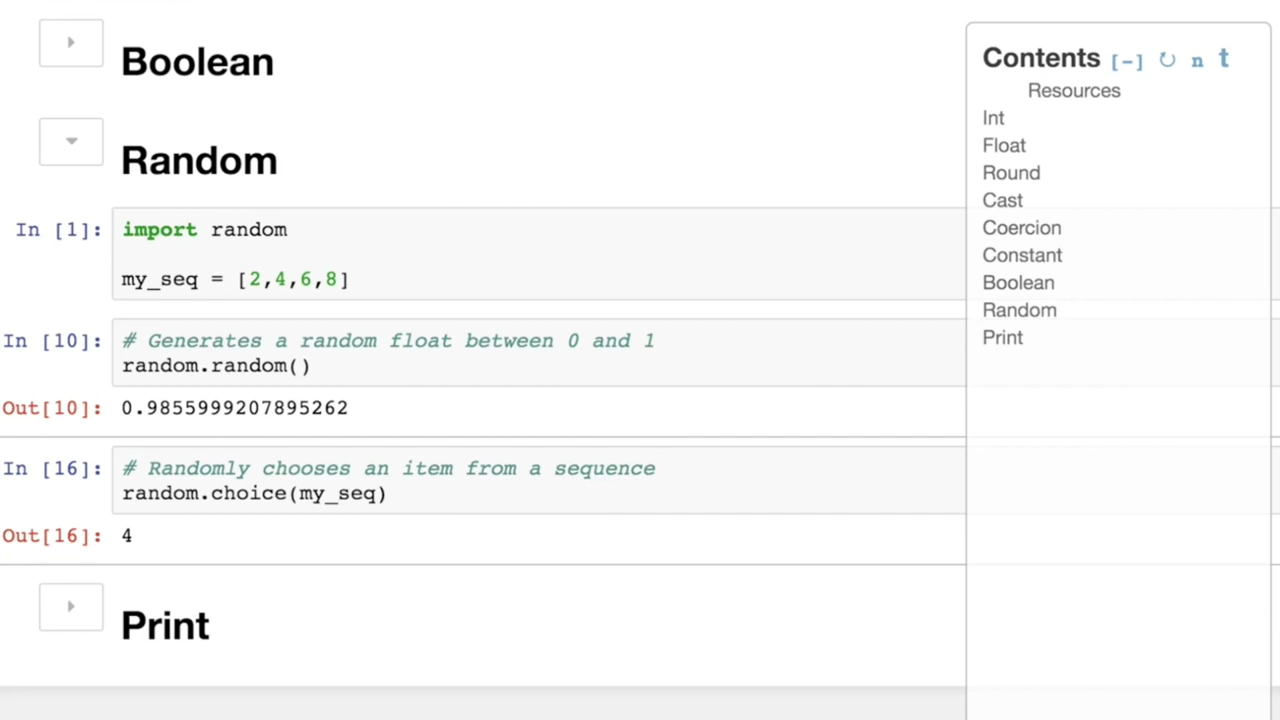 Boolean
Random
In [1]: import random
my_seq = [2,4,6,8]
In [10]: # Generates a random float between 0 and 1
random.random()
Out[10]: 0.9855999207895262
In [16]: # Randomly chooses an item from a sequence
random.choice(my_seq)
Out[16]: 4
Print
Contents [-] ↻ n t
Resources
Int
Float
Round
Cast
Coercion
Constant
Boolean
Random
Print